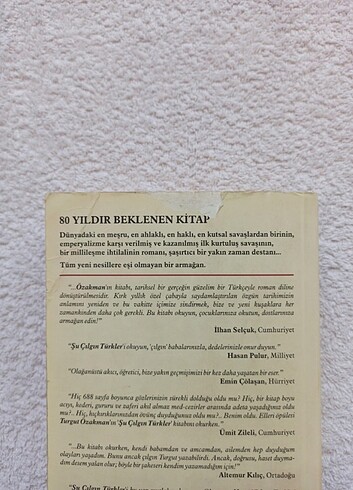 80 YILDIR BEKLENEN KİTAP
Dünyadaki en meşru, en ahlaklı, en haklı, en kutsal savaşlardan birinin,
emperyalizme karşı verilmiş ve kazanılmış ilk kurtuluş savaşının,
bir millileşme ihtilalinin romanı, şaşırtıcı bir yakın zaman destanı...
Tüm yeni nesillere eşi olmayan bir armağan.
"...Özakman'ın kitabı, tarihsel bir gerçeğin güzelim bir Türkçeyle roman diline
dönüştürülmesidir. Kırk yıllık özel çabayla saydamlaştırılan özgün tarihimizin
anlamını yeniden ve bu vakitte içimize sindirmek, bize ve yeni kuşaklara her
zamankinden daha çok gerekli. Bu kitabı okuyun, çocuklarınıza okutun, dostlarınıza
armağan edin!"
İlhan Selçuk, Cumhuriyet
"Şu Çılgın Türkler'i okuyun, 'çılgın' babalarınızla, dedelerinizle onur duyun."
Hasan Pulur, Milliyet
"Olağanüstü akıcı, öğretici, bize yakın geçmişimizi bir kez daha yaşatan bir eser."
Emin Çölaşan, Hürriyet
"Hiç 688 sayfa boyunca gözlerinizin sürekli dolduğu oldu mu? Hiç, bir kitap boyu
acıyı, kederi, gururu ve zaferi akıl almaz med-cezirler arasında adeta yaşadığınız oldu
mu?.. Hiç, hıçkırıklarınızdan övünç duyduğunuz oldu mu?.. Benim oldu. Elleri öpülesi
Turgut Özakman'ın 'Şu Çılgın Türkler' kitabını okurken."
Ümit Zileli, Cumhuriyet
"... Bu kitabı okurken, kendi babamdan ve amcamdan, ailemden hep duyduğum
olayları yaşadım. Bunu ancak çılgın Turgut yazabilirdi. Ancak, doğrusu, haset duyma-
dım desem yalan olur; böyle bir şaheseri kendim yazamadığım için!"
Altemur Kılıç, Ortadoğu